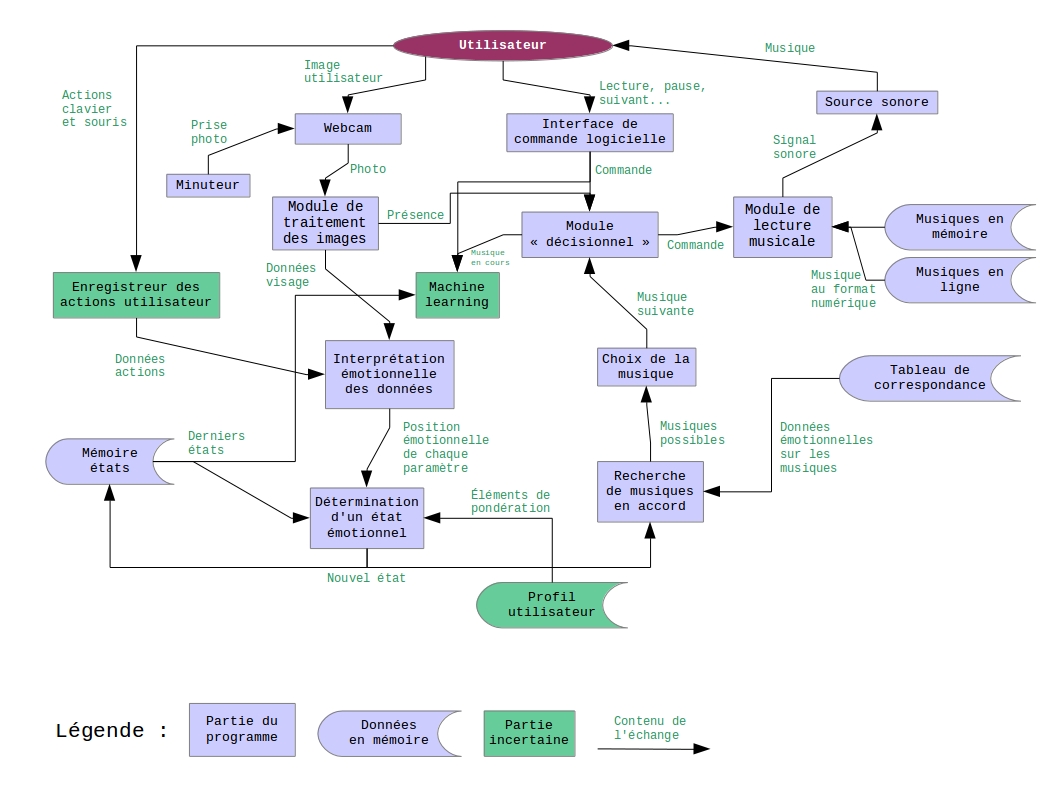 Utilisateur
Musique
Image
utilisateur
Actions
clavier
et souris
Lecture, pause,
suivant...
Source sonore
Prise
photo
Webcam
Interface de
commande logicielle
Signal
sonore
Minuteur
Photo
Commande
Module de
traitement
des images
Présence
Module
« décisionnel »
Commande
Module de
lecture
musicale
Musiques en
mémoire
Musique
en cours
Données
visage
Enregistreur des
actions utilisateur
Machine
learning
Musique
au format
numérique
Musiques en
ligne
Musique
suivante
Données
actions
Interprétation
émotionnelle
des données
Choix de la
musique
Tableau de
correspondance
Mémoire
états
Derniers
états
Position
émotionnelle
de chaque
paramètre
Musiques
possibles
Données
émotionnelles
sur les
musiques
Détermination
d'un état
émotionnel
Éléments de
pondération
Recherche
de musiques
en accord
Nouvel état
Profil
utilisateur
Légende :
Partie du
programme
Données
en mémoire
Partie
incertaine
Contenu de
l'échange